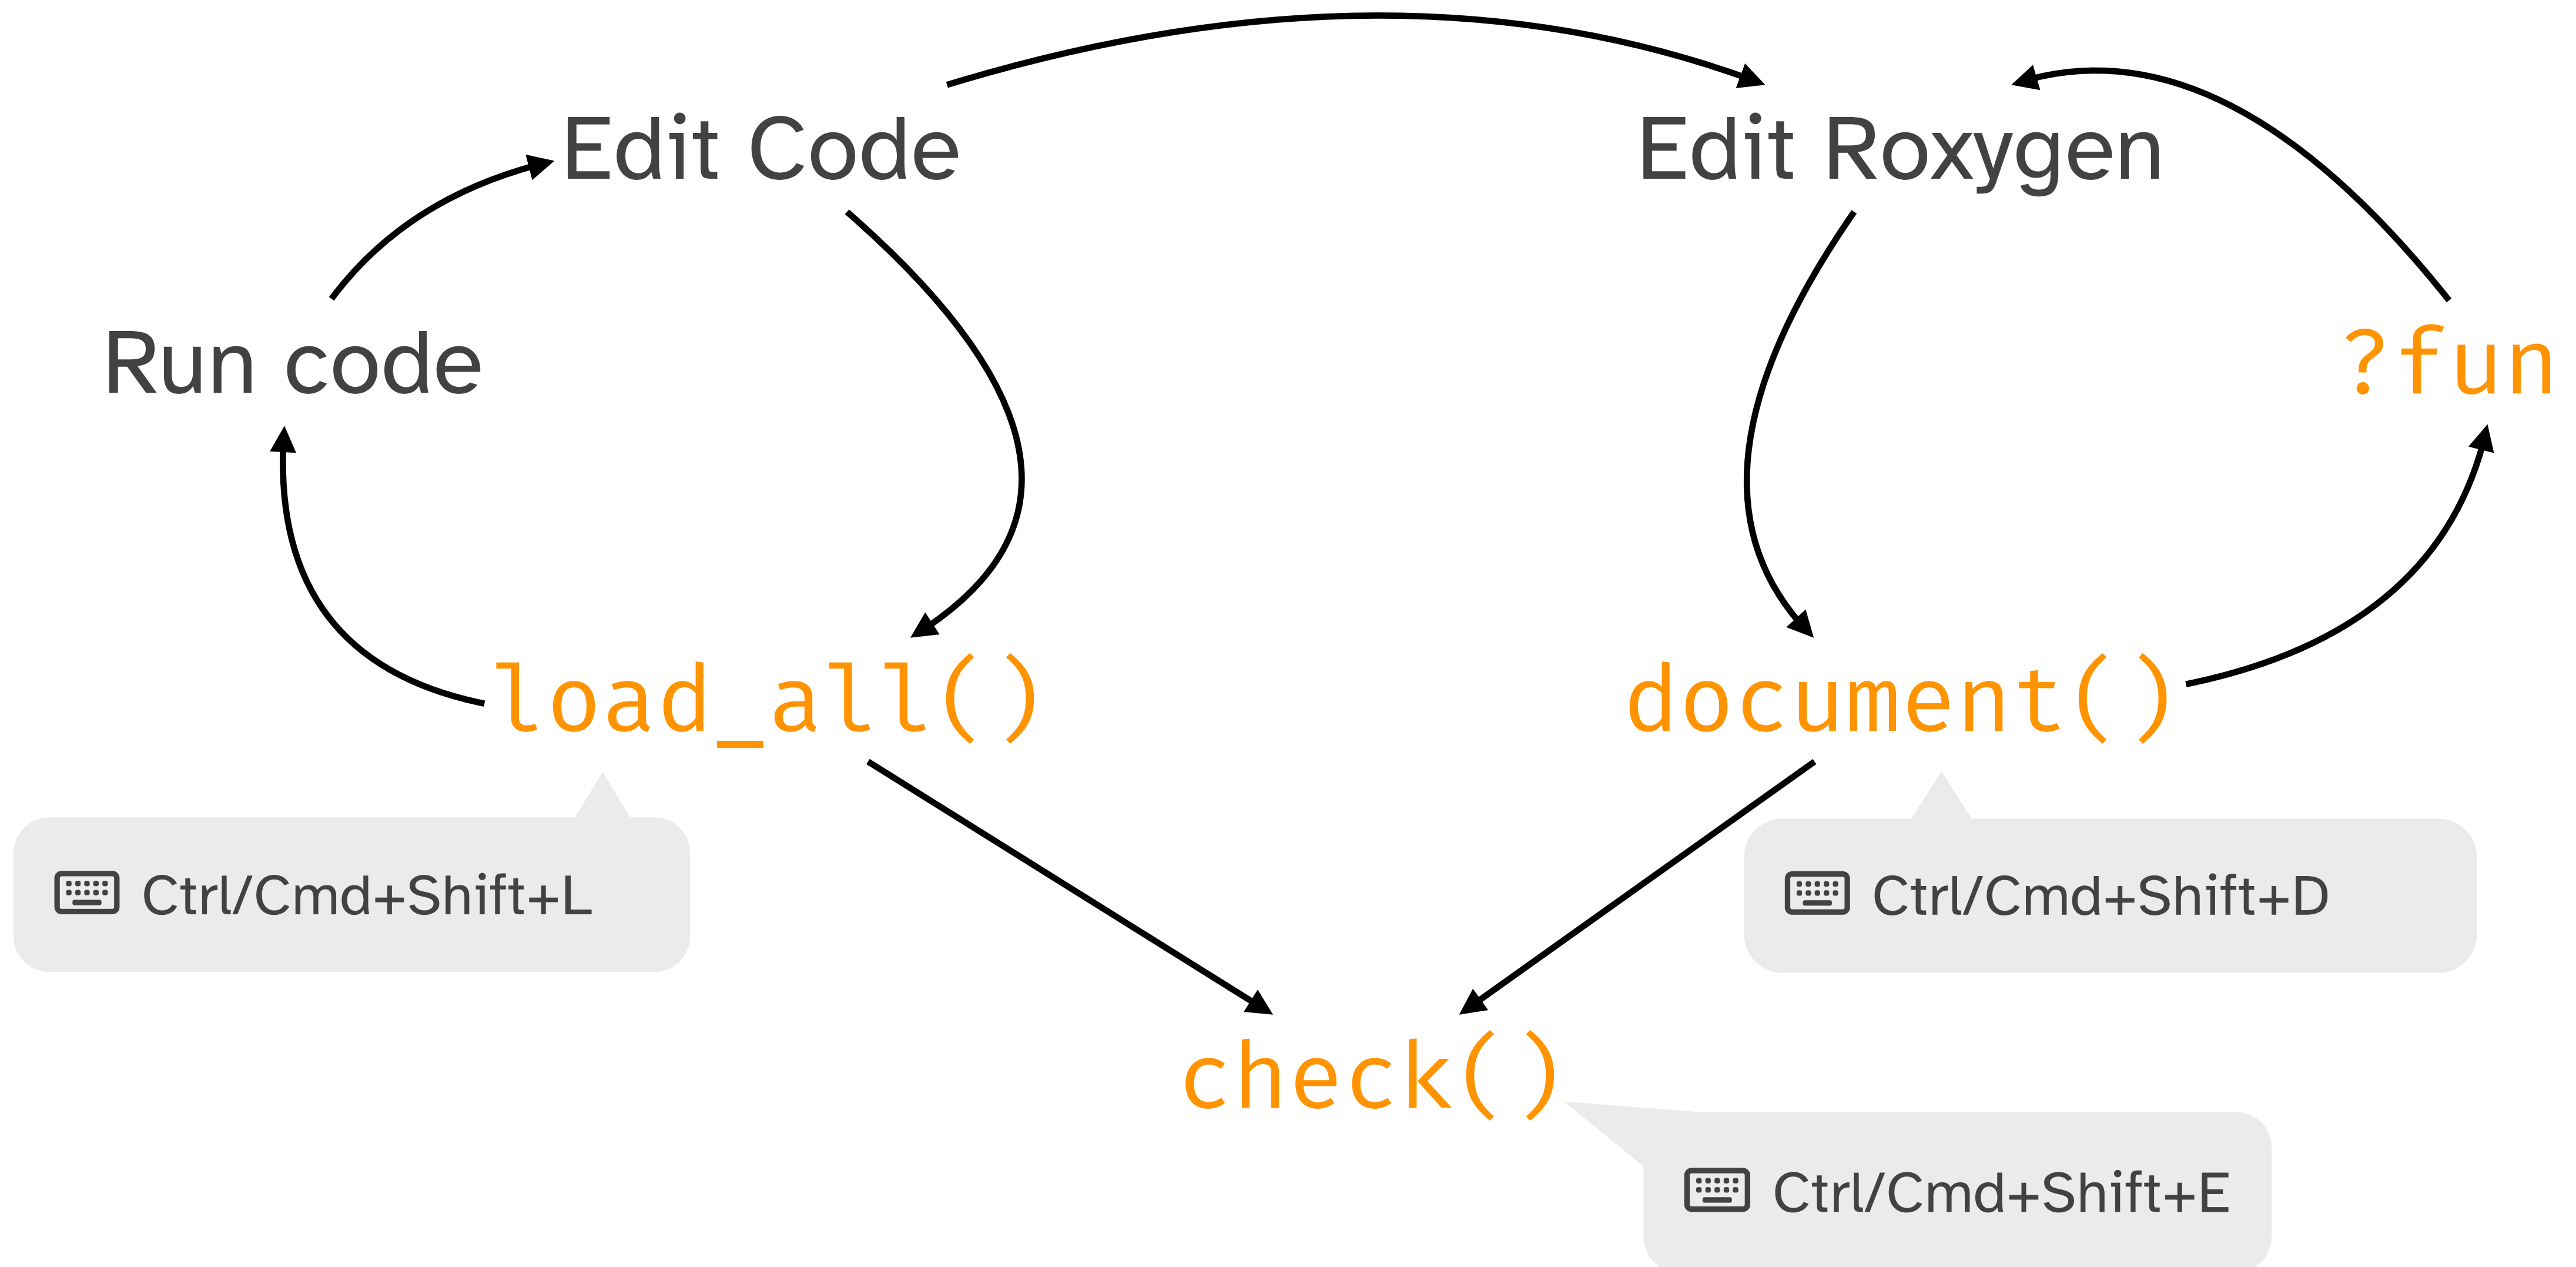 Edit Code
Edit Roxygen
Run code
?fun
load_all()
document()
Ctrl/Cmd+Shift+L
Ctrl/Cmd+Shift+D
check()
Ctrl/Cmd+Shift+E